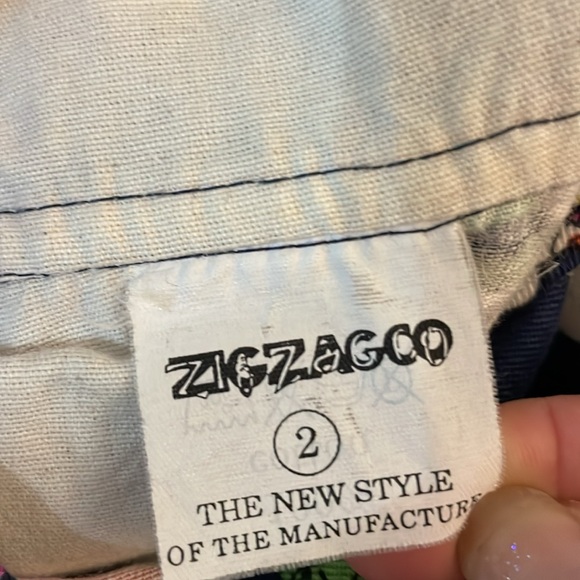 ZIGZAGCO
2
THE NEW STYLE
OF THE MANUFACTURE